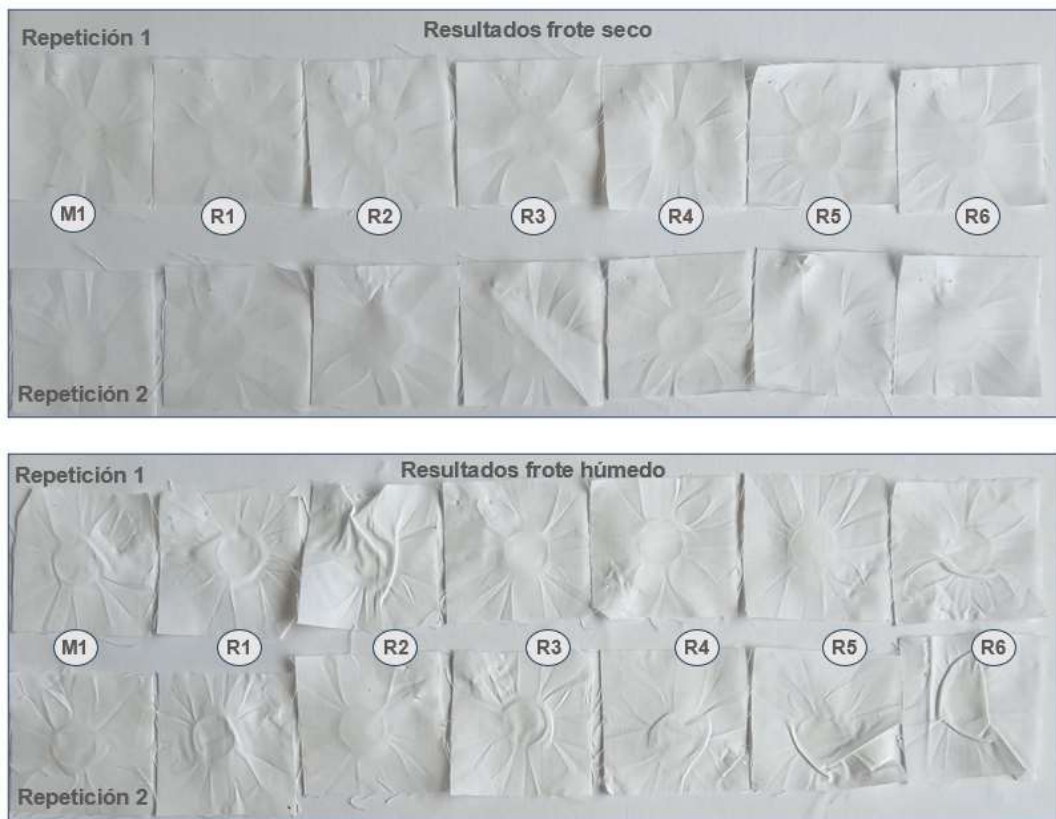 Repetición 1
Resultados frote seco
M1 R1 R2 R3 R4 R5 R6
Repetición 2
Repetición 1
Resultados frote húmedo
M1 R1 R2 R3 R4 R5 R6
Repetición 2